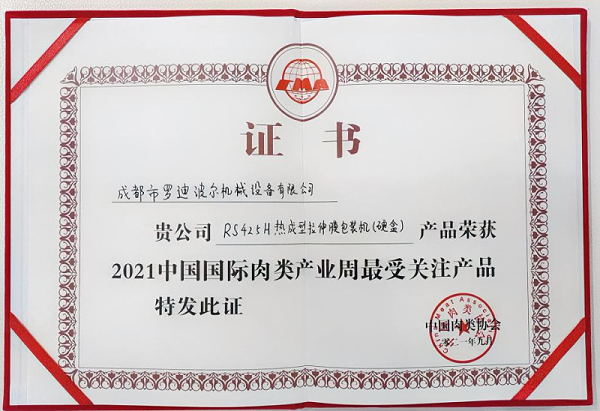 CMA
证书
成都市罗迪波尔机械设备有限公司
贵公司 RS425H热成型拉伸膜包装机(硬盒) 产品荣获
2021中国国际肉类产业周最受关注产品
特发此证
中国肉类协会
二〇二一年九月